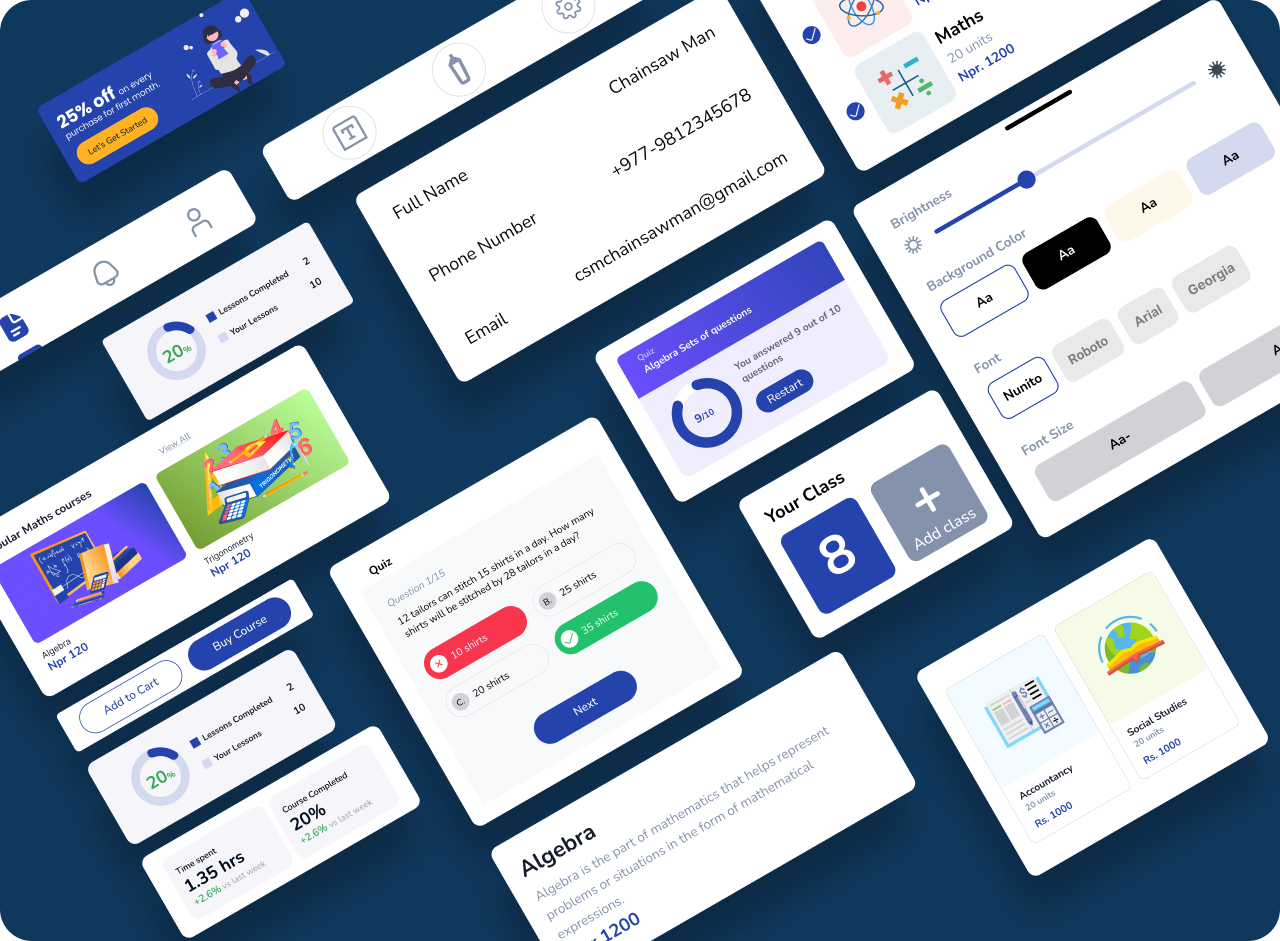 25% off on every
purchase for first month.
Let's Get Started
T
Full Name
Chainsaw Man
Phone Number
+977-9812345678
Email
csmchainsawman@gmail.com
Maths
20 units
Npr. 1200
Brightness
Background Color
Aa
Aa
Aa
Aa
Font
Nunito
Roboto
Arial
Georgia
Font Size
Aa-
20%
Lessons Completed
2
Your Lessons
10
View All
Maths courses
TRIGONOMETRY
Algebra
Npr 120
Trigonometry
Npr 120
Add to Cart
Buy Course
20%
Lessons Completed
2
Your Lessons
10
Time spent
1.35 hrs
+2.6% vs last week
Course Completed
20%
+2.6% vs last week
Quiz
Algebra Sets of questions
9/10
You answered 9 out of 10
questions
Restart
Your Class
8
Add class
Quiz
Question 1/15
12 tailors can stitch 15 shirts in a day. How many
shirts will be stitched by 28 tailors in a day?
10 shirts
B. 25 shirts
C. 20 shirts
35 shirts
Next
Algebra
Algebra is the part of mathematics that helps represent
problems or situations in the form of mathematical
expressions.
1200
Accountancy
20 units
Rs. 1000
Social Studies
20 units
Rs. 1000